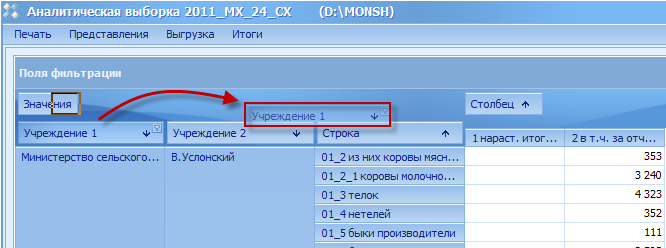 Аналитическая выборка 2011_МХ_24_СХ (D:\MONSH)
Печать Представления Выгрузка Итоги
Поля фильтрации
Значения Учреждение 1 Столбец
Учреждение 1 Учреждение 2 Строка 1 нараст. итог... 2 в т.ч. за отч...
Министерство сельского... В.Услонский 01_2 из них коровы мясн... 353
01_2_1 коровы молочно... 3 240
01_3 телок 4 323
01_4 нетелей 352
01_5 быки производители 111